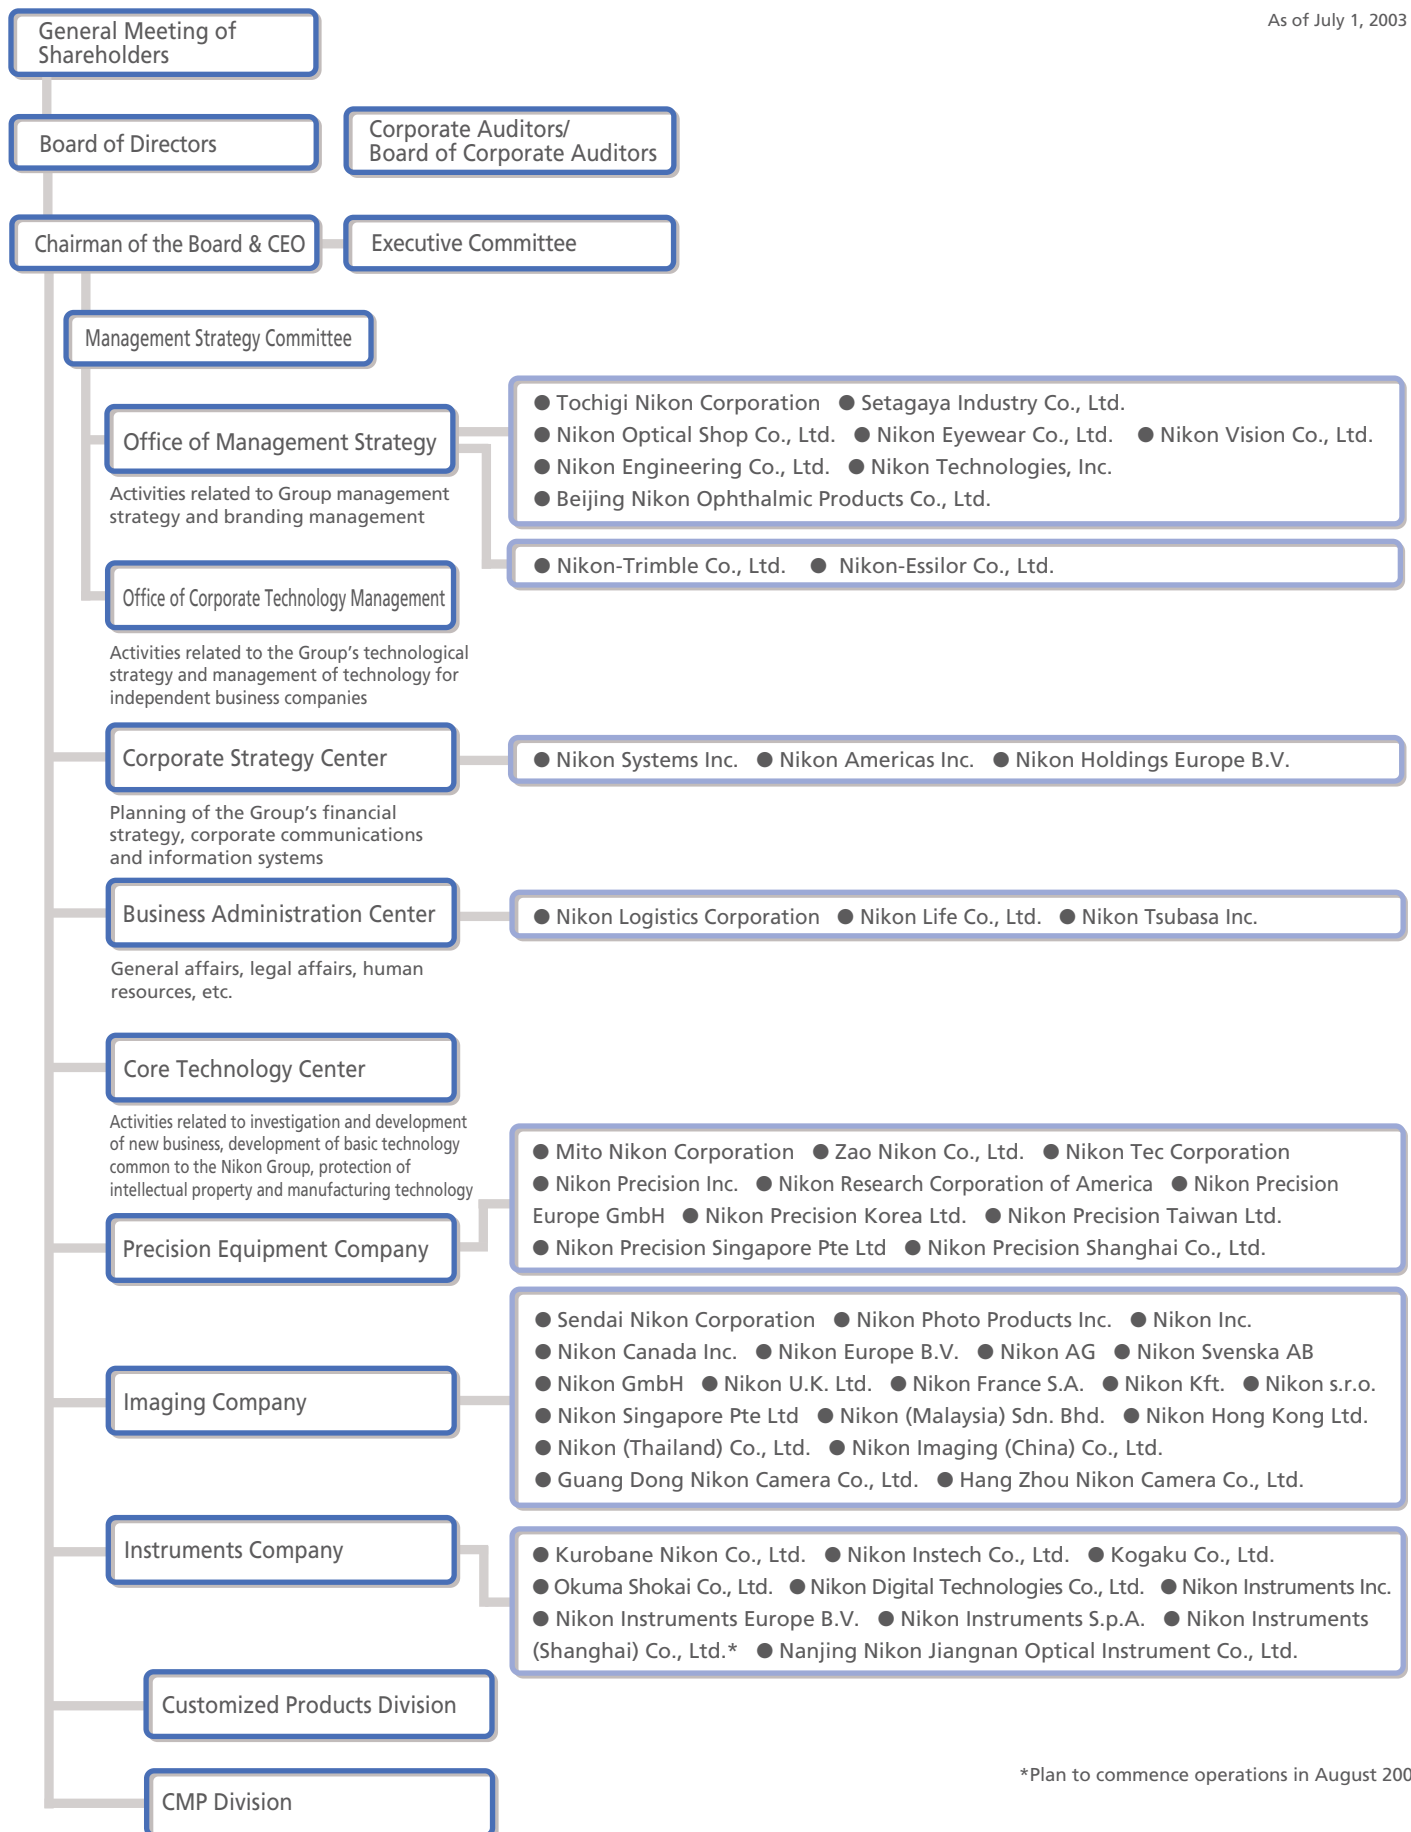 As of July 1, 2003
General Meeting of
Shareholders
Board of Directors
Corporate Auditors/
Board of Corporate Auditors
Chairman of the Board & CEO
Executive Committee
Management Strategy Committee
Office of Management Strategy
Activities related to Group management
strategy and branding management
● Tochigi Nikon Corporation ● Setagaya Industry Co., Ltd.
● Nikon Optical Shop Co., Ltd. ● Nikon Eyewear Co., Ltd. ● Nikon Vision Co., Ltd.
● Nikon Engineering Co., Ltd. ● Nikon Technologies, Inc.
● Beijing Nikon Ophthalmic Products Co., Ltd.
● Nikon-Trimble Co., Ltd. ● Nikon-Essilor Co., Ltd.
Office of Corporate Technology Management
Activities related to the Group’s technological
strategy and management of technology for
independent business companies
Corporate Strategy Center
● Nikon Systems Inc. ● Nikon Americas Inc. ● Nikon Holdings Europe B.V.
Planning of the Group’s financial
strategy, corporate communications
and information systems
Business Administration Center
● Nikon Logistics Corporation ● Nikon Life Co., Ltd. ● Nikon Tsubasa Inc.
General affairs, legal affairs, human
resources, etc.
Core Technology Center
Activities related to investigation and development
of new business, development of basic technology
common to the Nikon Group, protection of
intellectual property and manufacturing technology
Precision Equipment Company
● Mito Nikon Corporation ● Zao Nikon Co., Ltd. ● Nikon Tec Corporation
● Nikon Precision Inc. ● Nikon Research Corporation of America ● Nikon Precision
Europe GmbH ● Nikon Precision Korea Ltd. ● Nikon Precision Taiwan Ltd.
● Nikon Precision Singapore Pte Ltd ● Nikon Precision Shanghai Co., Ltd.
Imaging Company
● Sendai Nikon Corporation ● Nikon Photo Products Inc. ● Nikon Inc.
● Nikon Canada Inc. ● Nikon Europe B.V. ● Nikon AG ● Nikon Svenska AB
● Nikon GmbH ● Nikon U.K. Ltd. ● Nikon France S.A. ● Nikon Kft. ● Nikon s.r.o.
● Nikon Singapore Pte Ltd ● Nikon (Malaysia) Sdn. Bhd. ● Nikon Hong Kong Ltd.
● Nikon (Thailand) Co., Ltd. ● Nikon Imaging (China) Co., Ltd.
● Guang Dong Nikon Camera Co., Ltd. ● Hang Zhou Nikon Camera Co., Ltd.
Instruments Company
● Kurobane Nikon Co., Ltd. ● Nikon Instech Co., Ltd. ● Kogaku Co., Ltd.
● Okuma Shokai Co., Ltd. ● Nikon Digital Technologies Co., Ltd. ● Nikon Instruments Inc.
● Nikon Instruments Europe B.V. ● Nikon Instruments S.p.A. ● Nikon Instruments
(Shanghai) Co., Ltd.* ● Nanjing Nikon Jiangnan Optical Instrument Co., Ltd.
Customized Products Division
CMP Division
*Plan to commence operations in August 200